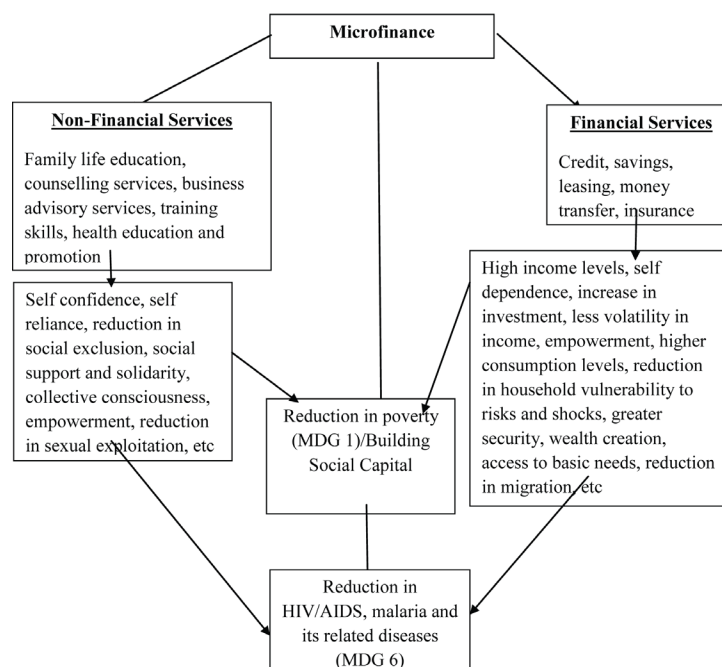 Microfinance
Non-Financial Services
Family life education,
counselling services, business
advisory services, training
skills, health education and
promotion
Financial Services
Credit, savings,
leasing, money
transfer, insurance
Self confidence, self
reliance, reduction in
social exclusion, social
support and solidarity,
collective consciousness,
empowerment, reduction
in sexual exploitation, etc
High income levels, self
dependence, increase in
investment, less volatility in
income, empowerment, higher
consumption levels, reduction
in household vulnerability to
risks and shocks, greater
security, wealth creation,
access to basic needs, reduction
in migration, etc
Reduction in poverty
(MDG 1)/Building
Social Capital
Reduction in
HIV/AIDS, malaria and
its related diseases
(MDG 6)